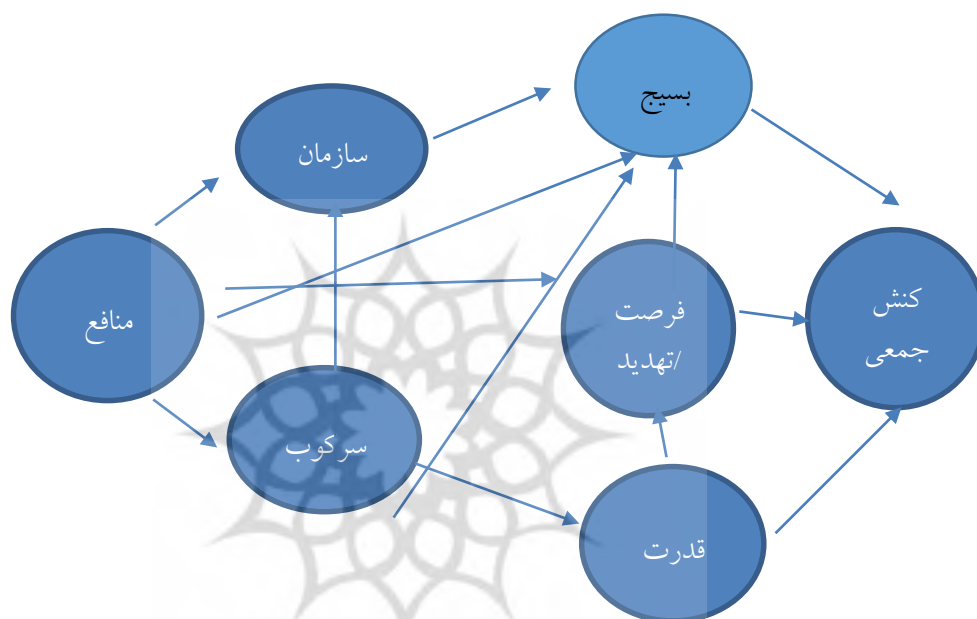 بسیج
سازمان
منافع
فرصت
/تهدید
کنش
جمعی
سرکوب
قدرت